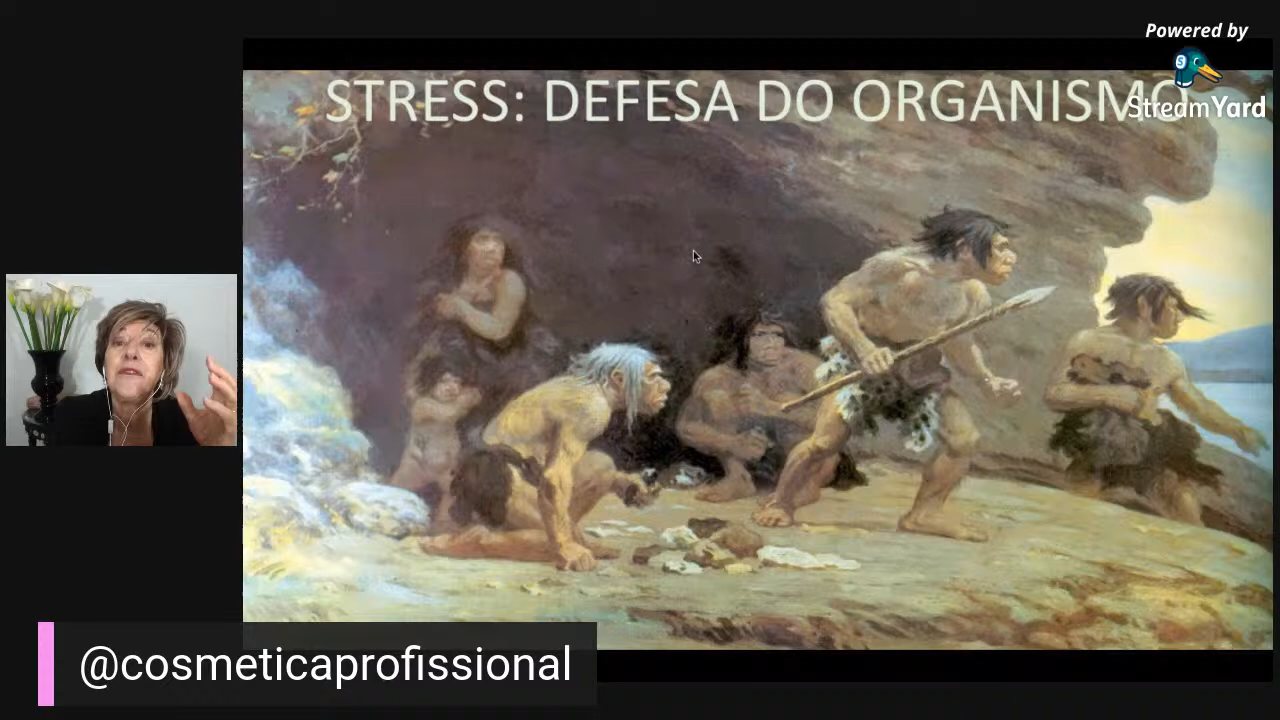 Powered by
StreamYard
STRESS: DEFESA DO ORGANISMO
@cosmeticaprofissional